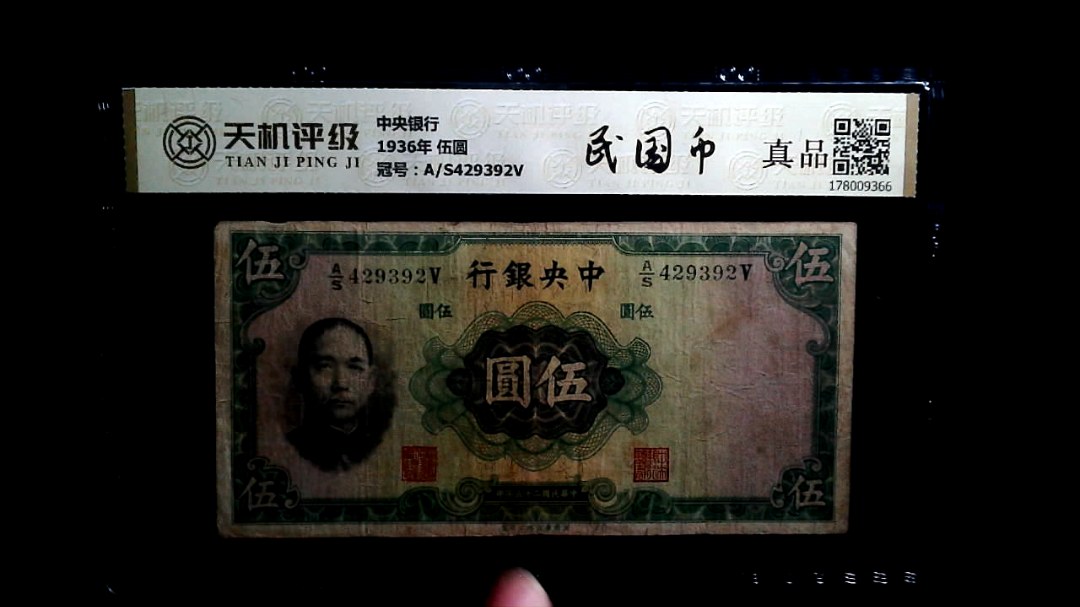 天机评级
TIAN JI PING JI
中央银行
1936年 伍圆
冠号：A/S429392V
民国币
真品
178009366
伍
伍
A/S 429392V
行銀央中
A/S 429392V
圓伍
圓伍
圓伍
伍
伍